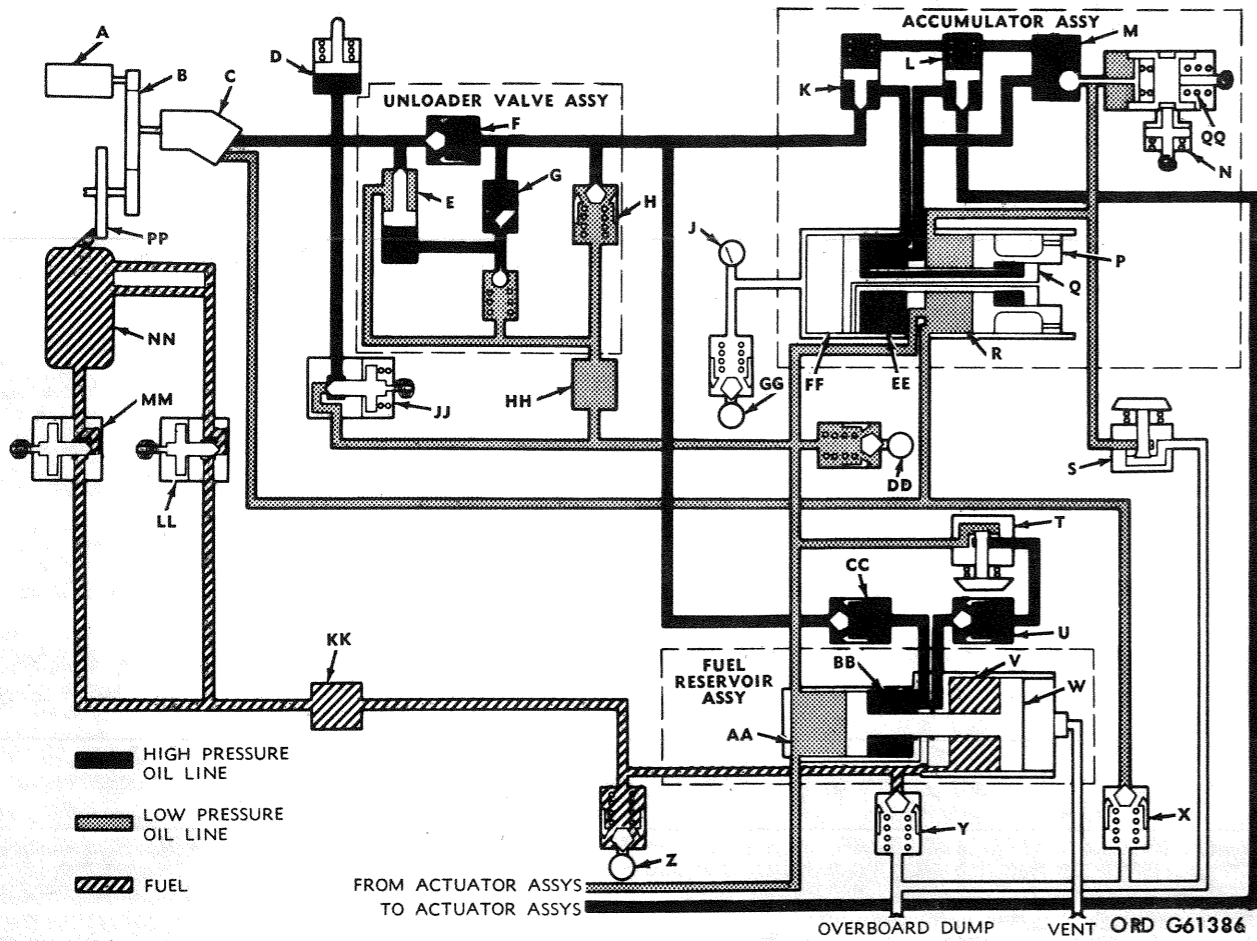 ACCUMULATOR ASSY
A
B
C
D
UNLOADER VALVE ASSY
F
E
G
H
K
L
M
QQ
N
J
P
Q
R
FF
EE
GG
PP
NN
MM
LL
JJ
HH
DD
S
T
CC
U
FUEL
RESERVOIR
ASSY
BB
V
W
AA
KK
HIGH PRESSURE
OIL LINE
LOW PRESSURE
OIL LINE
FUEL
Z
Y
X
FROM ACTUATOR ASSYS
TO ACTUATOR ASSYS
OVERBOARD DUMP
VENT
ORD G61386